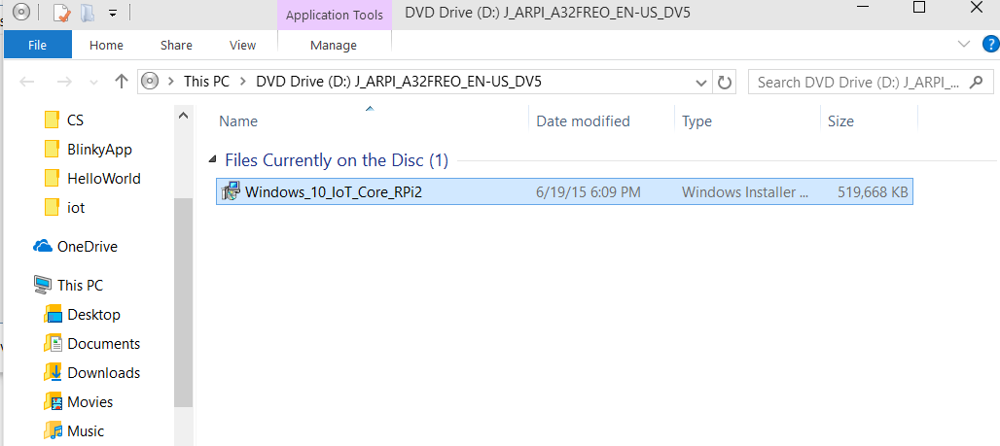 Application Tools
DVD Drive (D:) J_ARPI_A32FREO_EN-US_DV5
File
Home
Share
View
Manage
?
This PC
DVD Drive (D:) J_ARPI_A32FREO_EN-US_DV5
Search DVD Drive (D:) J_ARPI_...
CS
BlinkyApp
HelloWorld
iot
OneDrive
This PC
Desktop
Documents
Downloads
Movies
Music
Name
Date modified
Type
Size
Files Currently on the Disc (1)
Windows_10_IoT_Core_RPi2
6/19/15 6:09 PM
Windows Installer ...
519,668 KB